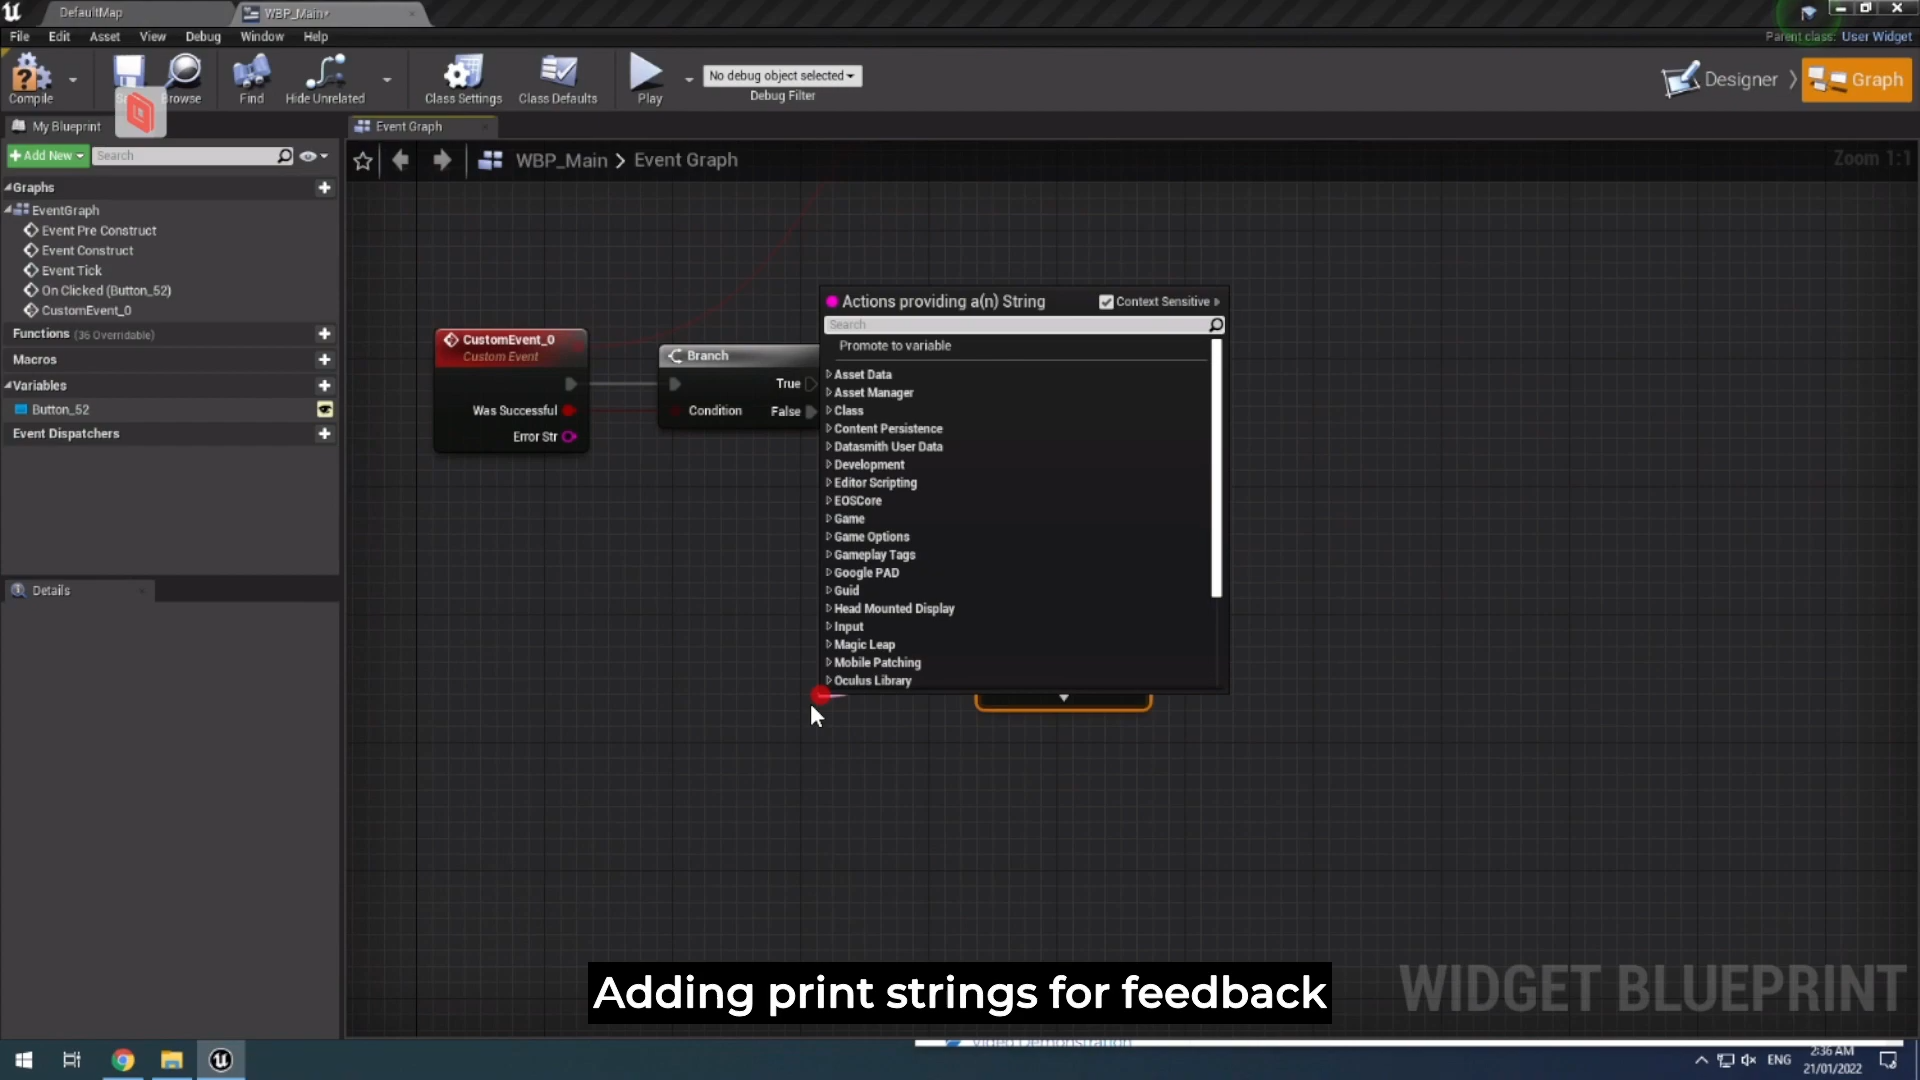 DefaultMap
WBP_Main*
File Edit Asset View Debug Window Help
Parent class: User Widget
Compile
Browse
Find
Hide Unrelated
Class Settings
Class Defaults
Play
No debug object selected
Debug Filter
Designer
Graph
My Blueprint
Event Graph
Add New
Search
WBP_Main > Event Graph
Zoom 1:1
Graphs
EventGraph
Event Pre Construct
Event Construct
Event Tick
On Clicked (Button_52)
CustomEvent_0
Functions (36 Overridable)
Macros
Variables
Button_52
Event Dispatchers
Details
CustomEvent_0
Custom Event
Was Successful
Error Str
Branch
True
Condition
False
Actions providing a(n) String
Context Sensitive
Search
Promote to variable
Asset Data
Asset Manager
Class
Content Persistence
Datasmith User Data
Development
Editor Scripting
EOSCore
Game
Game Options
Gameplay Tags
Google PAD
Guid
Head Mounted Display
Input
Magic Leap
Mobile Patching
Oculus Library
Adding print strings for feedback
WIDGET BLUEPRINT
Video Demonstration
ENG
2:36 AM
21/01/2022